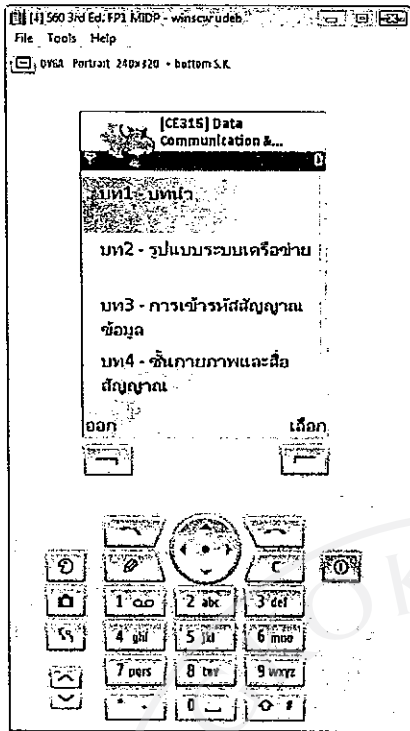 [4] S60 3rd Ed. FP1 MIDP - winscw udeb
File Tools Help
QVGA Portrait 240x320 - bottom S.K.
[CE315] Data
Communication &...
บท1 - บทนำ
บท2 - รูปแบบระบบเครือข่าย
บท3 - การเข้ารหัสสัญญาณ
ข้อมูล
บท4 - ชั้นกายภาพและสื่อ
สัญญาณ
ออก เลือก
C
1 2 abc 3 def
4 ghi 5 jkl 6 mno
7 pqrs 8 tuv 9 wxyz
* . 0 #